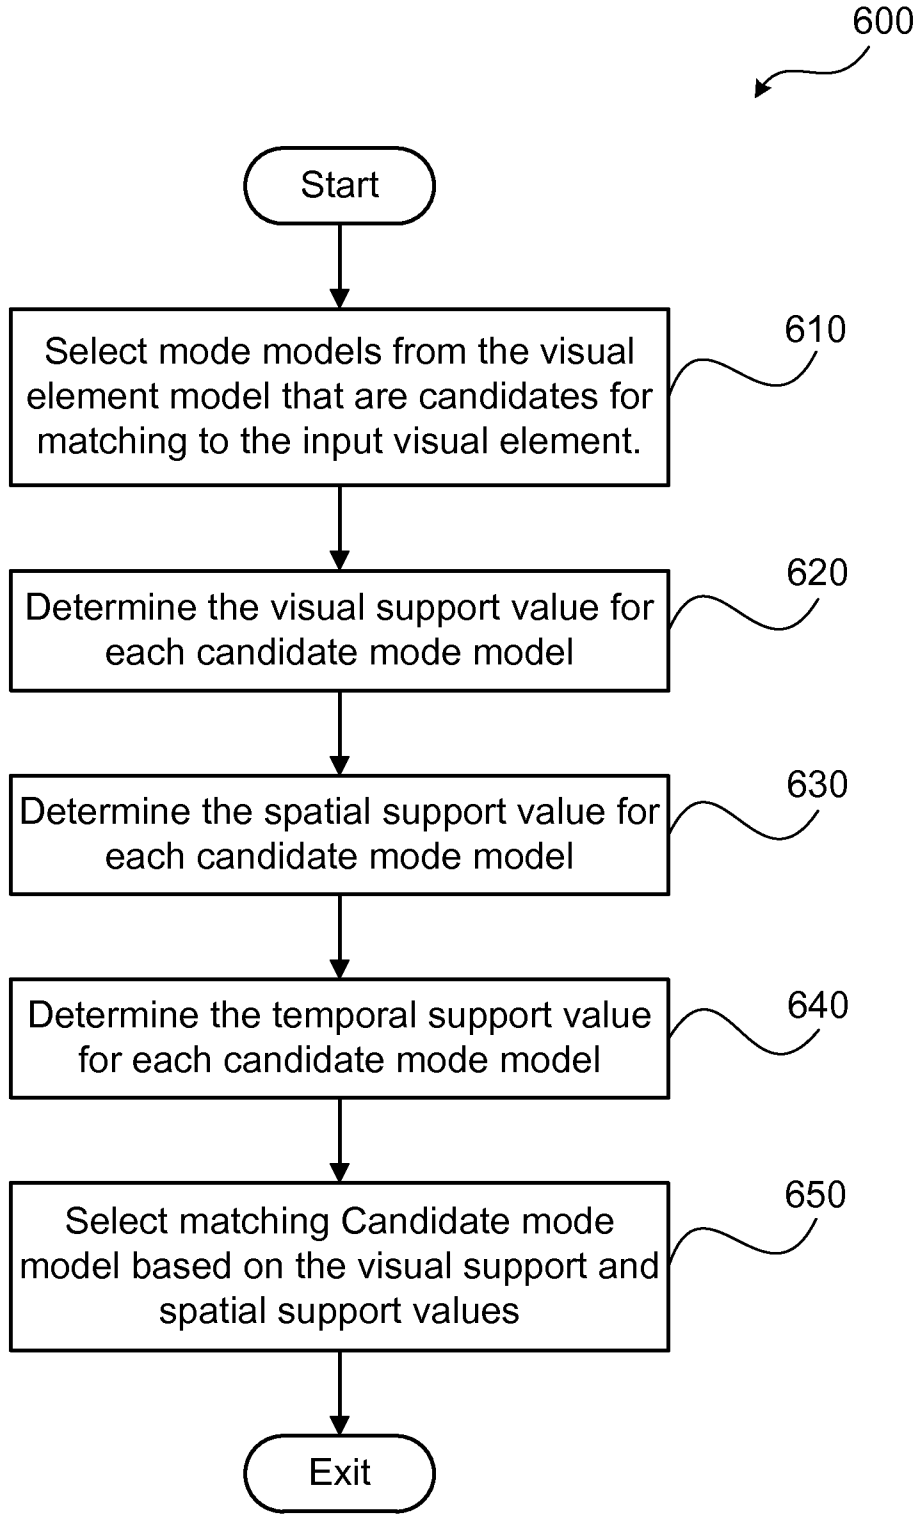 600
Start
Select mode models from the visual
element model that are candidates for
matching to the input visual element.
610
Determine the visual support value for
each candidate mode model
620
Determine the spatial support value for
each candidate mode model
630
Determine the temporal support value
for each candidate mode model
640
Select matching Candidate mode
model based on the visual support and
spatial support values
650
Exit